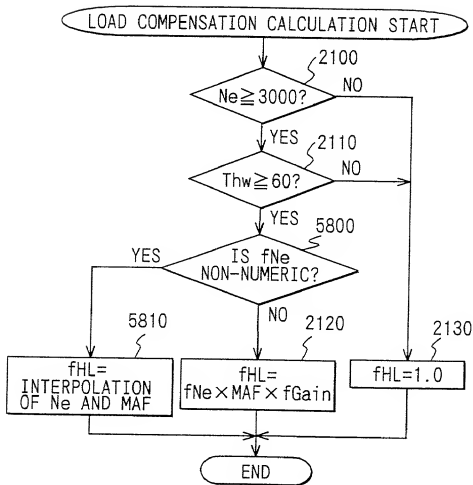 LOAD COMPENSATION CALCULATION START
2100
Ne≧3000?
NO
YES
2110
Thw≧60?
NO
YES
5800
IS fNe
NON-NUMERIC?
YES
NO
5810
fHL=
INTERPOLATION
OF Ne AND MAF
2120
fHL=
fNe×MAF×fGain
2130
fHL=1.0
END